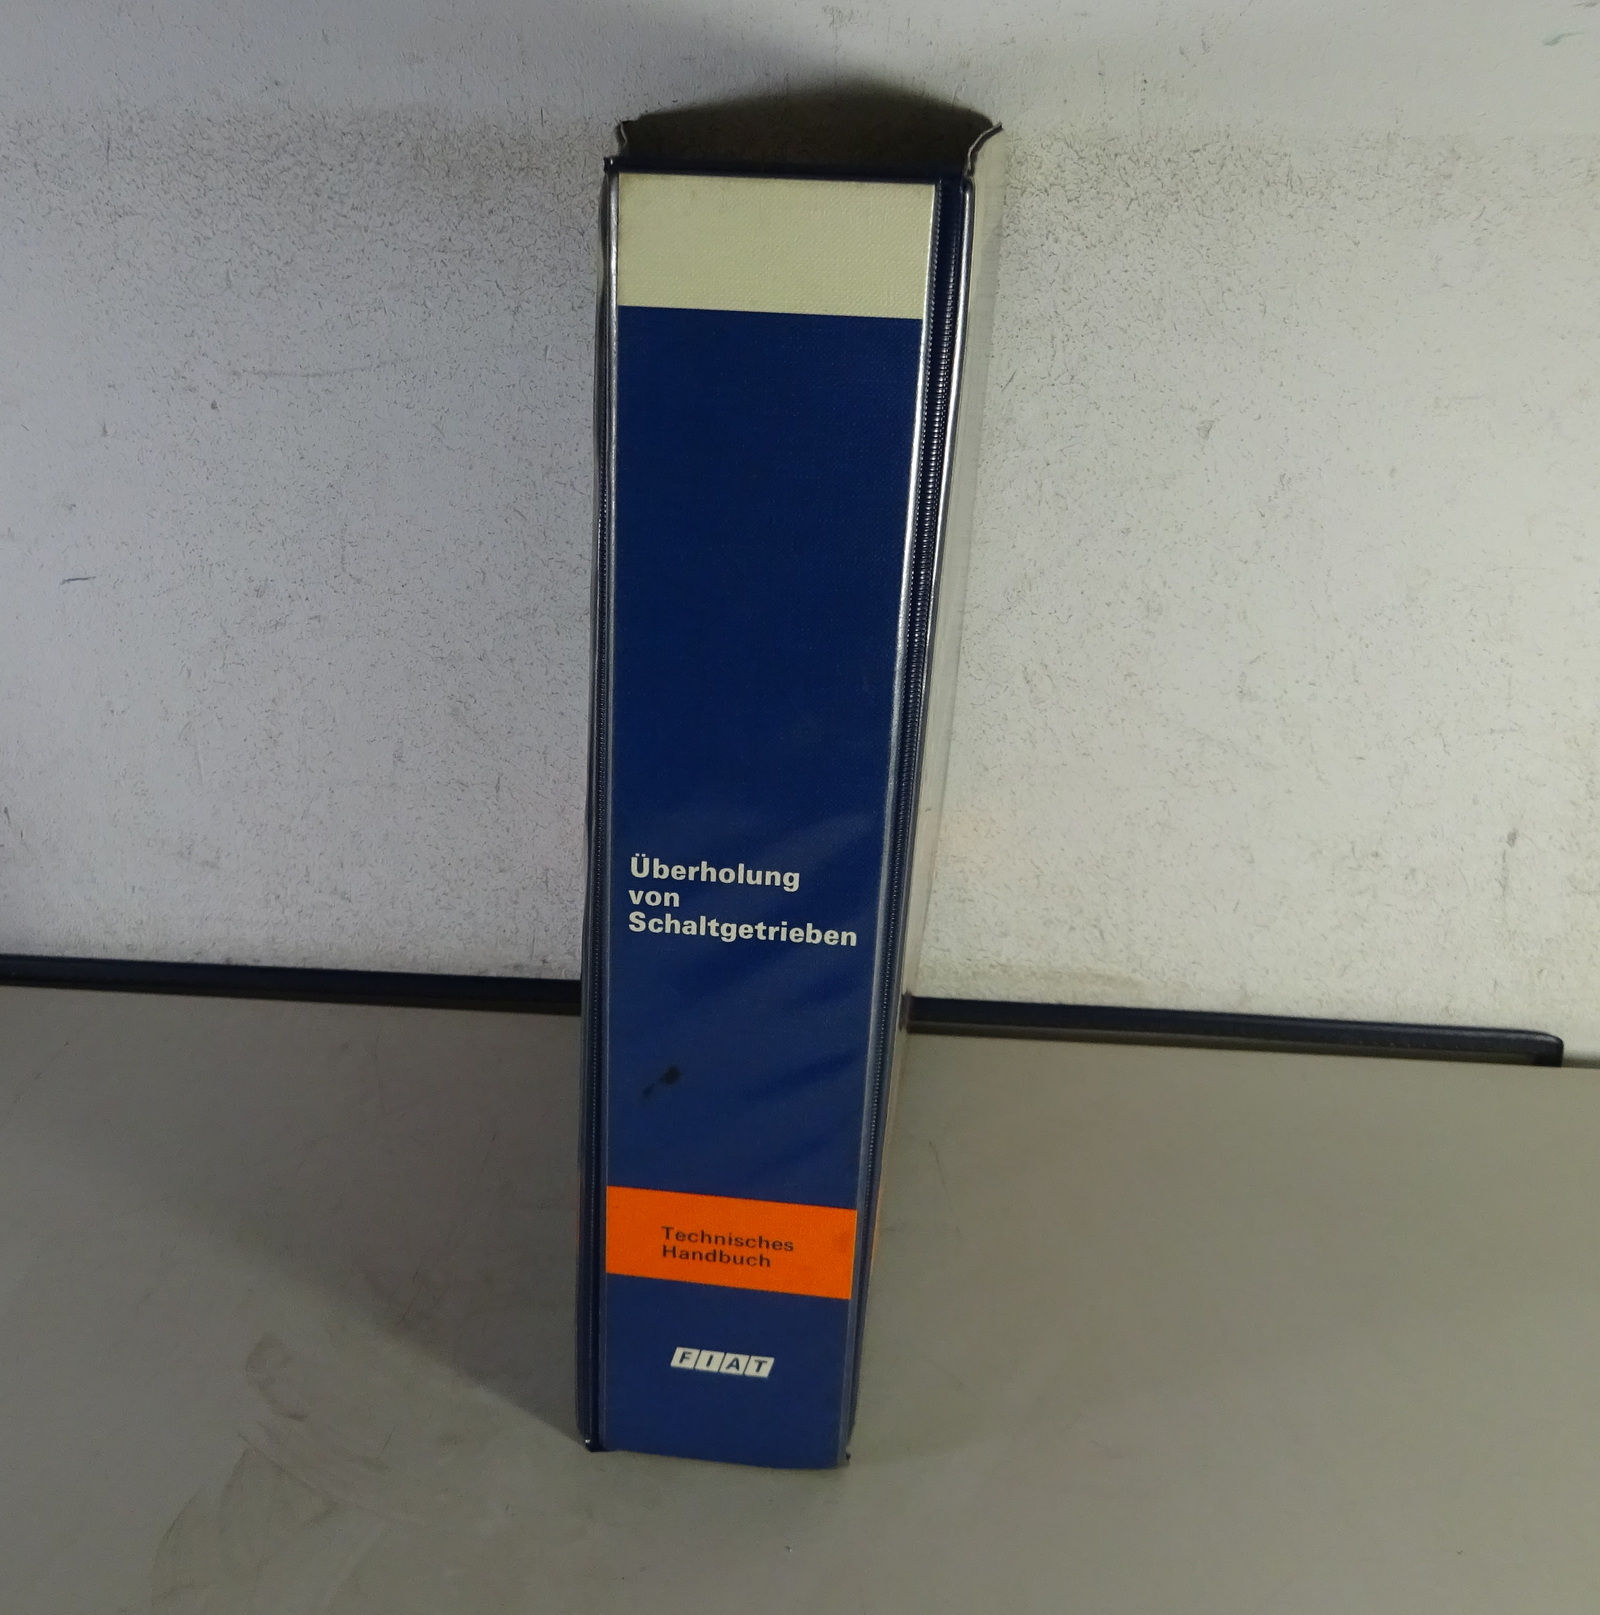 Überholung
von
Schaltgetrieben
Technisches
Handbuch
FIAT